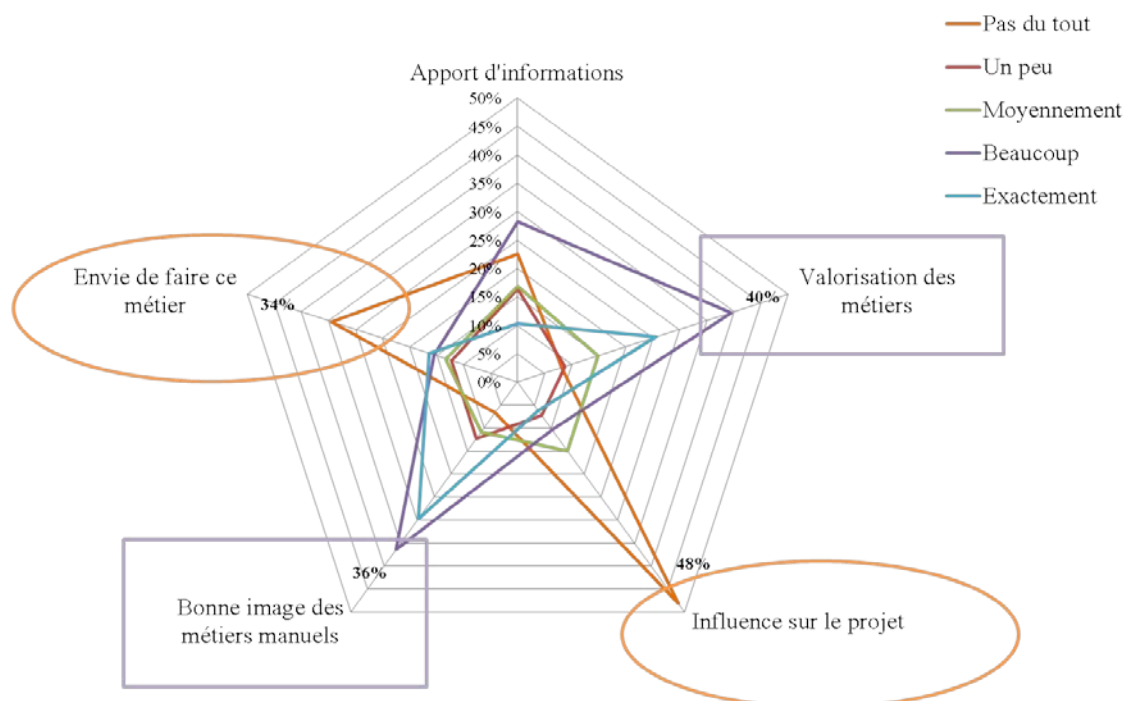 Pas du tout
Un peu
Moyennement
Beaucoup
Exactement
Apport d'informations
50%
45%
40%
35%
30%
25%
20%
15%
10%
5%
0%
Valorisation des
métiers
40%
Envie de faire ce
métier
34%
Bonne image des
métiers manuels
36%
Influence sur le projet
48%